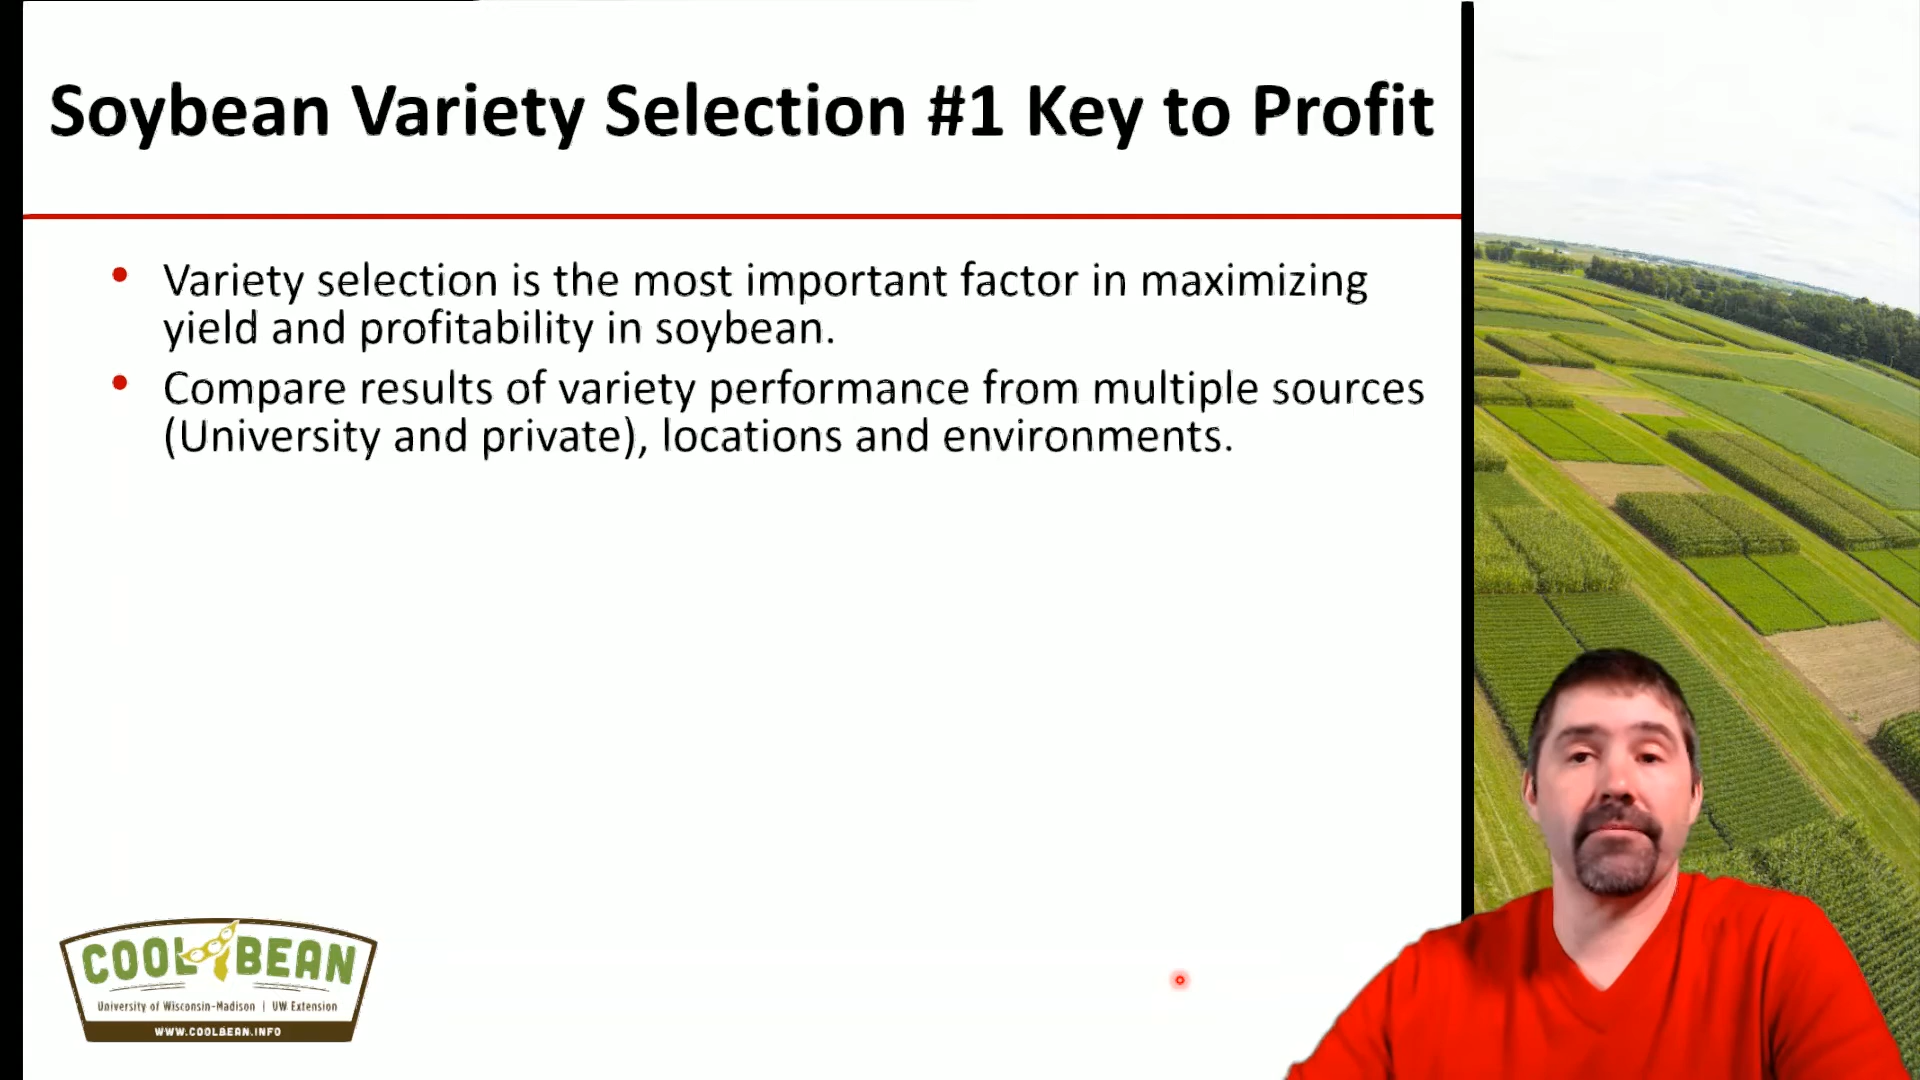 Soybean Variety Selection #1 Key to Profit
• Variety selection is the most important factor in maximizing
yield and profitability in soybean.
• Compare results of variety performance from multiple sources
(University and private), locations and environments.
COOL BEAN
University of Wisconsin-Madison | UW Extension
WWW.COOLBEAN.INFO